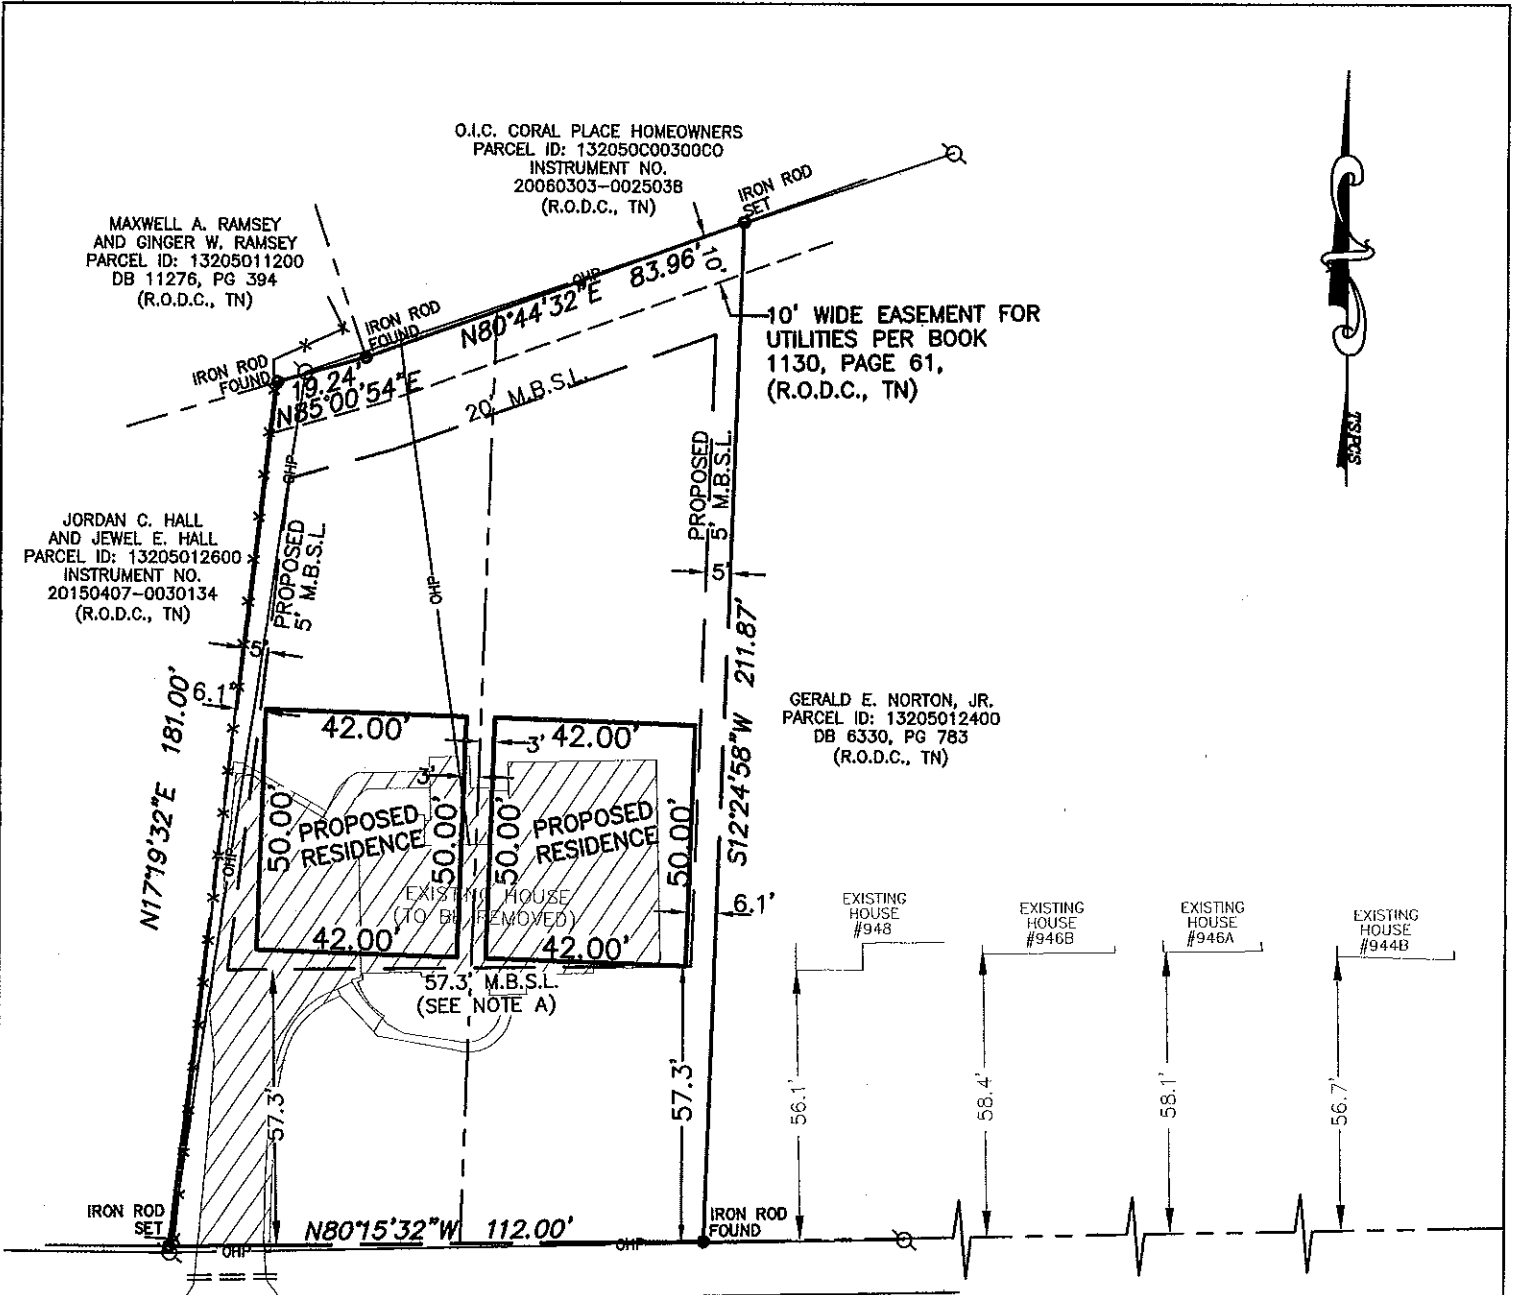 O.I.C. CORAL PLACE HOMEOWNERS
PARCEL ID: 132050C00300CO
INSTRUMENT NO.
20060303-0025038
(R.O.D.C., TN)
IRON ROD
SET
MAXWELL A. RAMSEY
AND GINGER W. RAMSEY
PARCEL ID: 13205011200
DB 11276, PG 394
(R.O.D.C., TN)
IRON ROD
FOUND
IRON ROD
FOUND
OHP
N80°44'32"E 83.96'
10'
19.24'
N85°00'54"E
10' WIDE EASEMENT FOR
UTILITIES PER BOOK
1130, PAGE 61,
(R.O.D.C., TN)
20' M.B.S.L.
TSPCS
OHP
PROPOSED
5' M.B.S.L.
JORDAN C. HALL
AND JEWEL E. HALL
PARCEL ID: 13205012600
INSTRUMENT NO.
20150407-0030134
(R.O.D.C., TN)
PROPOSED
5' M.B.S.L
OHP
5'
5'
N17°19'32"E 181.00'
6.1'
S12°24'58"W 211.87'
GERALD E. NORTON, JR.
PARCEL ID: 13205012400
DB 6330, PG 783
(R.O.D.C., TN)
42.00'
3'
42.00'
3'
50.00'
PROPOSED
RESIDENCE
50.00'
50.00'
PROPOSED
RESIDENCE
50.00'
OHP
EXISTING HOUSE
(TO BE REMOVED)
42.00'
42.00'
6.1'
EXISTING
HOUSE
#948
EXISTING
HOUSE
#946B
EXISTING
HOUSE
#946A
EXISTING
HOUSE
#944B
57.3' M.B.S.L.
(SEE NOTE A)
57.3'
57.3'
56.1'
58.4'
58.1'
56.7'
IRON ROD
SET
N80°15'32"W 112.00'
IRON ROD
FOUND
OHP
OHP